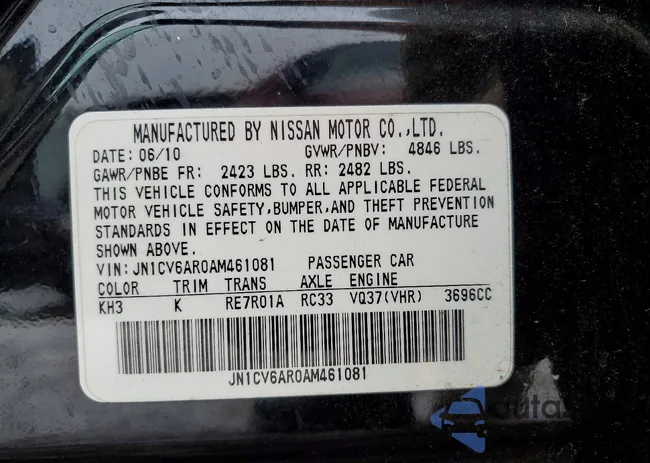 MANUFACTURED BY NISSAN MOTOR CO.,LTD.
DATE: 06/10 GVWR/PNBV: 4846 LBS.
GAWR/PNBE FR: 2423 LBS. RR: 2482 LBS.
THIS VEHICLE CONFORMS TO ALL APPLICABLE FEDERAL
MOTOR VEHICLE SAFETY,BUMPER,AND THEFT PREVENTION
STANDARDS IN EFFECT ON THE DATE OF MANUFACTURE
SHOWN ABOVE.
VIN: JN1CV6AR0AM461081 PASSENGER CAR
COLOR TRIM TRANS AXLE ENGINE
KH3 K RE7R01A RC33 VQ37(VHR) 3696CC
JN1CV6AR0AM461081